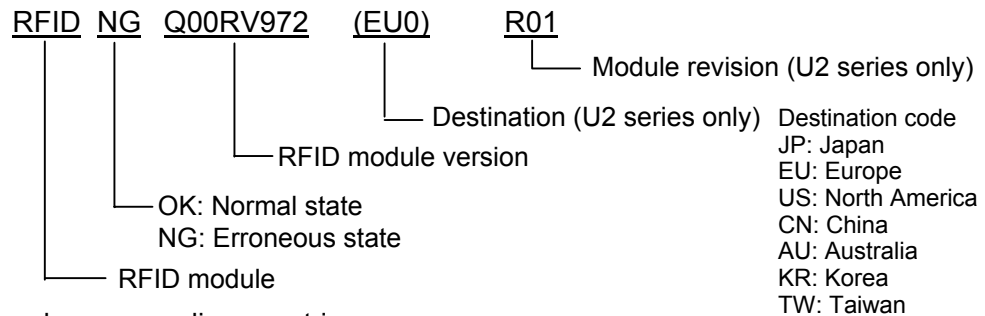 RFID NG Q00RV972 (EU0) R01
Module revision (U2 series only)
Destination (U2 series only)
RFID module version
OK: Normal state
NG: Erroneous state
RFID module
Destination code
JP: Japan
EU: Europe
US: North America
CN: China
AU: Australia
KR: Korea
TW: Taiwan